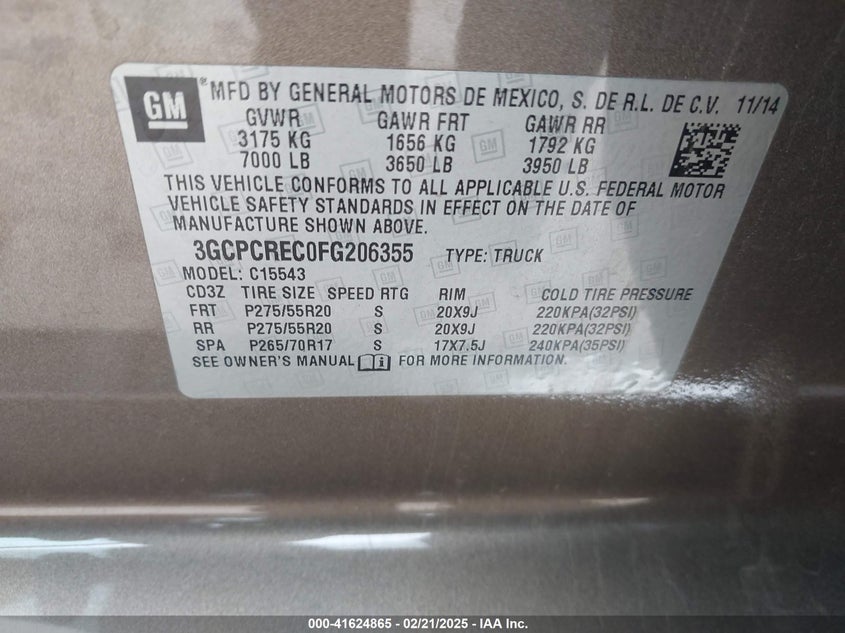 GM ® MFD BY GENERAL MOTORS DE MEXICO, S. DE R.L. DE C.V. 11/14
GVWR GAWR FRT GAWR RR
3175 KG 1656 KG 1792 KG
7000 LB 3650 LB 3950 LB
THIS VEHICLE CONFORMS TO ALL APPLICABLE U.S. FEDERAL MOTOR
VEHICLE SAFETY STANDARDS IN EFFECT ON THE DATE OF
MANUFACTURE SHOWN ABOVE.
3GCPCREC0FG206355 TYPE: TRUCK
MODEL: C15543
CD3Z TIRE SIZE SPEED RTG RIM COLD TIRE PRESSURE
FRT P275/55R20 S 20X9J 220KPA(32PSI)
RR P275/55R20 S 20X9J 220KPA(32PSI)
SPA P265/70R17 S 17X7.5J 240KPA(35PSI)
SEE OWNER'S MANUAL i FOR MORE INFORMATION.
000-41624865 / 02/21/2025 - IAA Inc.